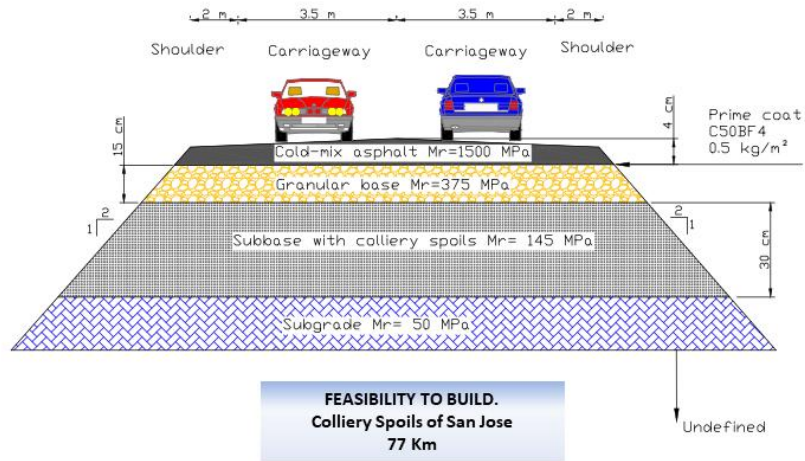 2 m
3.5 m
3.5 m
2 m
Shoulder
Carriageway
Carriageway
Shoulder
15 cm
4 cm
Prime coat
C50BF4
0.5 kg/m²
Cold-mix asphalt Mr=1500 MPa
Granular base Mr=375 MPa
2
1
2
1
Subbase with colliery spoils Mr= 145 MPa
30 cm
Subgrade Mr= 50 MPa
Undefined
FEASIBILITY TO BUILD.
Colliery Spoils of San Jose
77 Km